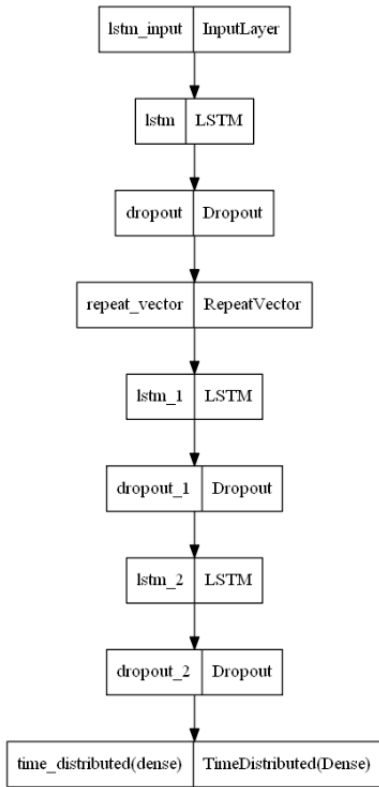 lstm_input InputLayer
lstm LSTM
dropout Dropout
repeat_vector RepeatVector
lstm_1 LSTM
dropout_1 Dropout
lstm_2 LSTM
dropout_2 Dropout
time_distributed(dense) TimeDistributed(Dense)